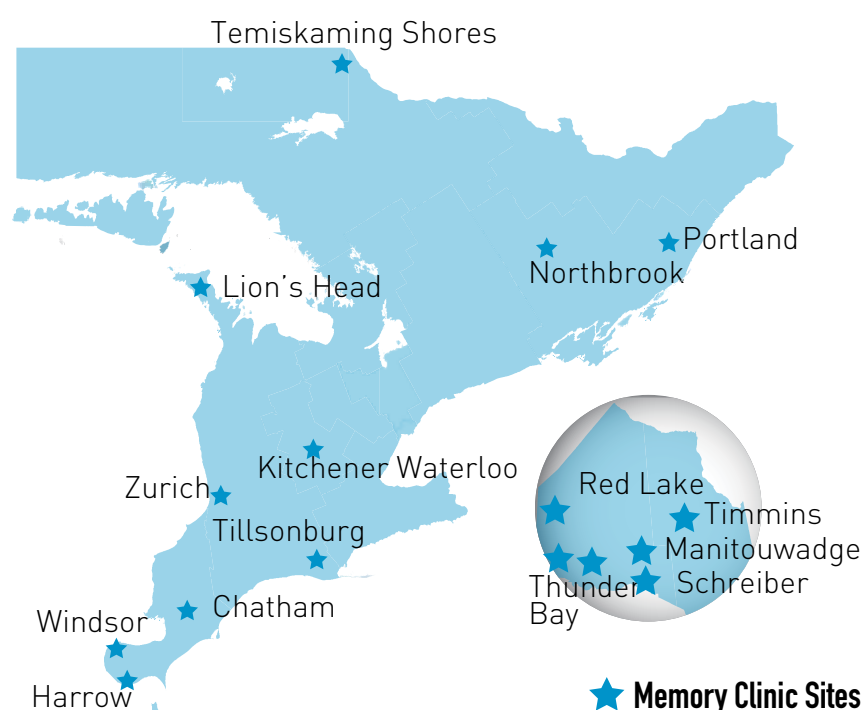 Temiskaming Shores
Portland
Northbrook
Lion's Head
Kitchener Waterloo
Zurich
Tillsonburg
Chatham
Windsor
Harrow
Red Lake
Timmins
Manitouwadge
Schreiber
Thunder
Bay
Memory Clinic Sites